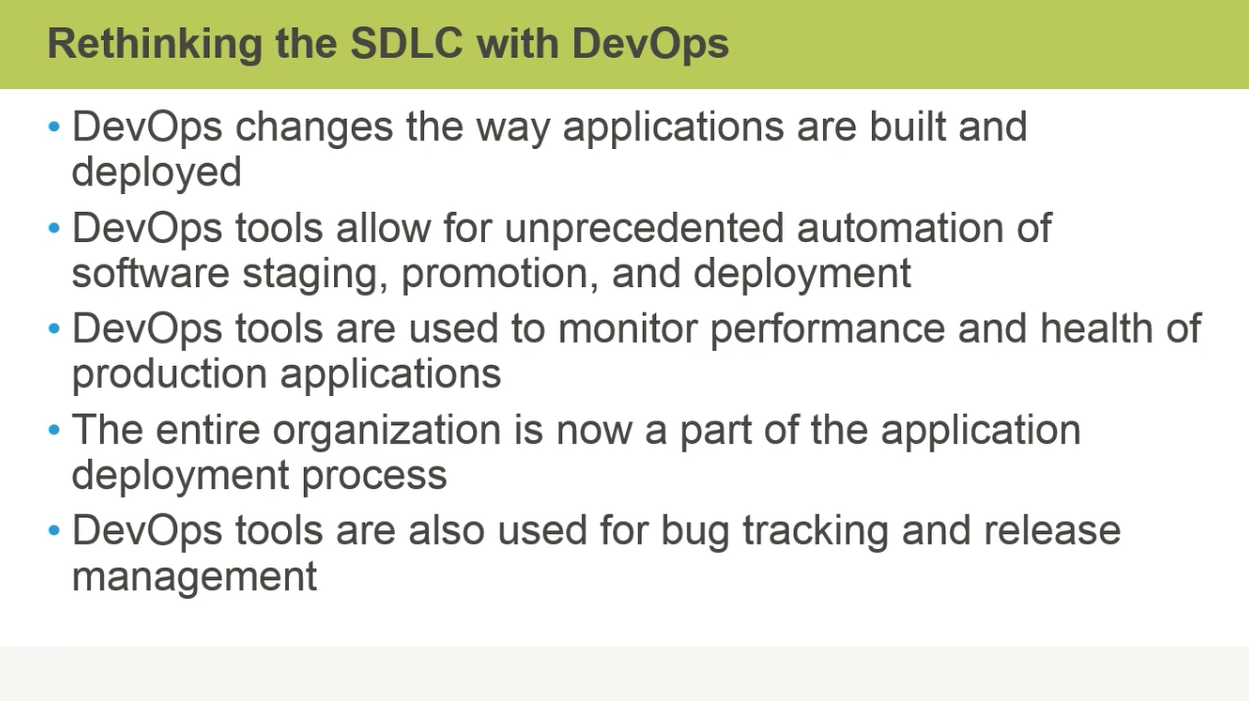 Rethinking the SDLC with DevOps
• DevOps changes the way applications are built and
deployed
• DevOps tools allow for unprecedented automation of
software staging, promotion, and deployment
• DevOps tools are used to monitor performance and health of
production applications
• The entire organization is now a part of the application
deployment process
• DevOps tools are also used for bug tracking and release
management